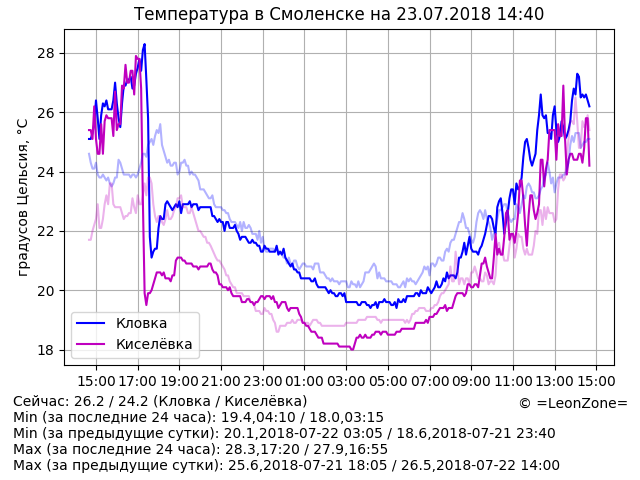 Температура в Смоленске на 23.07.2018 14:40
градусов Цельсия, °C
28
26
24
22
20
18
Кловка
Киселёвка
15:00 17:00 19:00 21:00 23:00 01:00 03:00 05:00 07:00 09:00 11:00 13:00 15:00
Сейчас: 26.2 / 24.2 (Кловка / Киселёвка)
© =LeonZone=
Min (за последние 24 часа): 19.4,04:10 / 18.0,03:15
Min (за предыдущие сутки): 20.1,2018-07-22 03:05 / 18.6,2018-07-21 23:40
Max (за последние 24 часа): 28.3,17:20 / 27.9,16:55
Max (за предыдущие сутки): 25.6,2018-07-21 18:05 / 26.5,2018-07-22 14:00